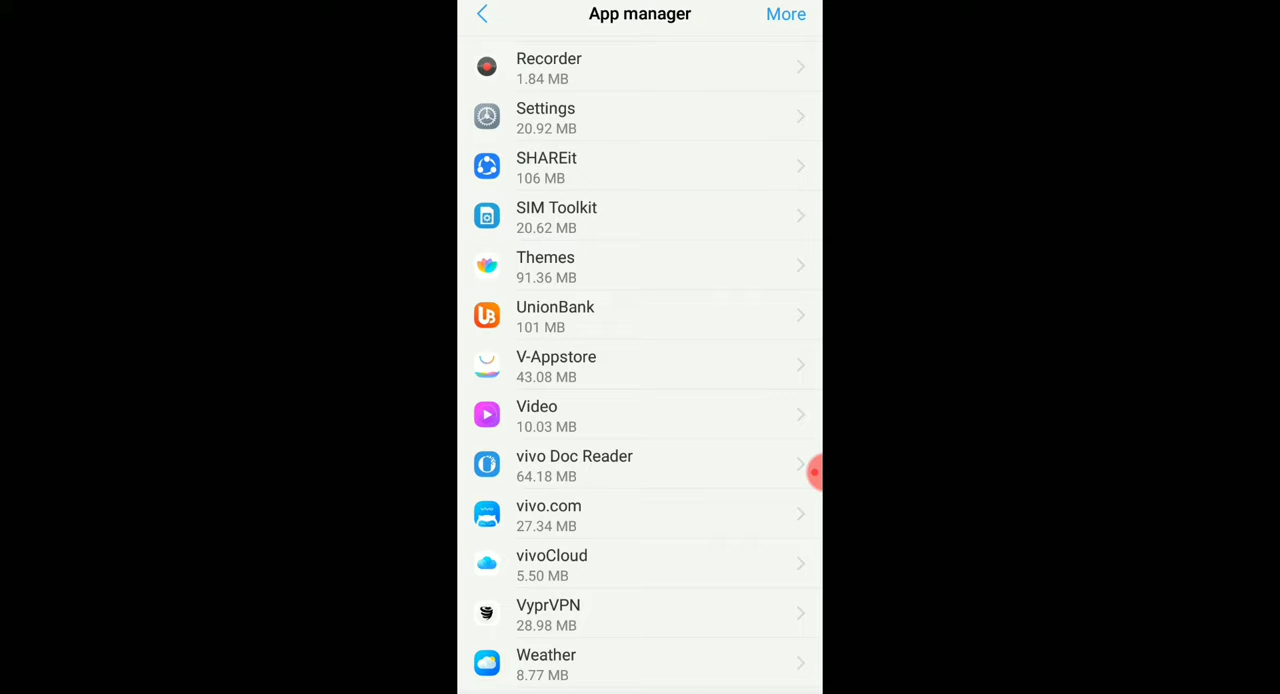 App manager
More
Recorder
1.84 MB
Settings
20.92 MB
SHAREit
106 MB
SIM Toolkit
20.62 MB
Themes
91.36 MB
UnionBank
101 MB
V-Appstore
43.08 MB
Video
10.03 MB
vivo Doc Reader
64.18 MB
vivo.com
27.34 MB
vivoCloud
5.50 MB
VyprVPN
28.98 MB
Weather
8.77 MB